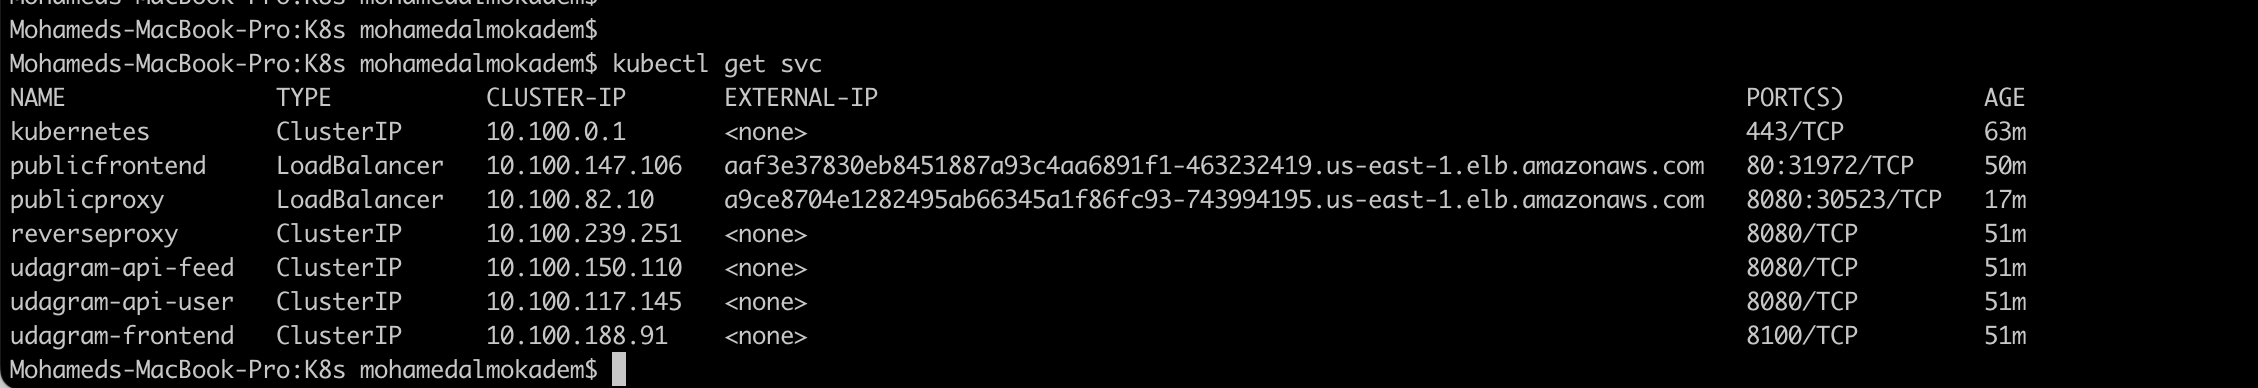 Mohameds-MacBook-Pro:K8s mohamedalmokadem$
Mohameds-MacBook-Pro:K8s mohamedalmokadem$
Mohameds-MacBook-Pro:K8s mohamedalmokadem$ kubectl get svc
NAME TYPE CLUSTER-IP EXTERNAL-IP PORT(S) AGE
kubernetes ClusterIP 10.100.0.1 <none> 443/TCP 63m
publicfrontend LoadBalancer 10.100.147.106 aaf3e37830eb8451887a93c4aa6891f1-463232419.us-east-1.elb.amazonaws.com 80:31972/TCP 50m
publicproxy LoadBalancer 10.100.82.10 a9ce8704e1282495ab66345a1f86fc93-743994195.us-east-1.elb.amazonaws.com 8080:30523/TCP 17m
reverseproxy ClusterIP 10.100.239.251 <none> 8080/TCP 51m
udagram-api-feed ClusterIP 10.100.150.110 <none> 8080/TCP 51m
udagram-api-user ClusterIP 10.100.117.145 <none> 8080/TCP 51m
udagram-frontend ClusterIP 10.100.188.91 <none> 8100/TCP 51m
Mohameds-MacBook-Pro:K8s mohamedalmokadem$